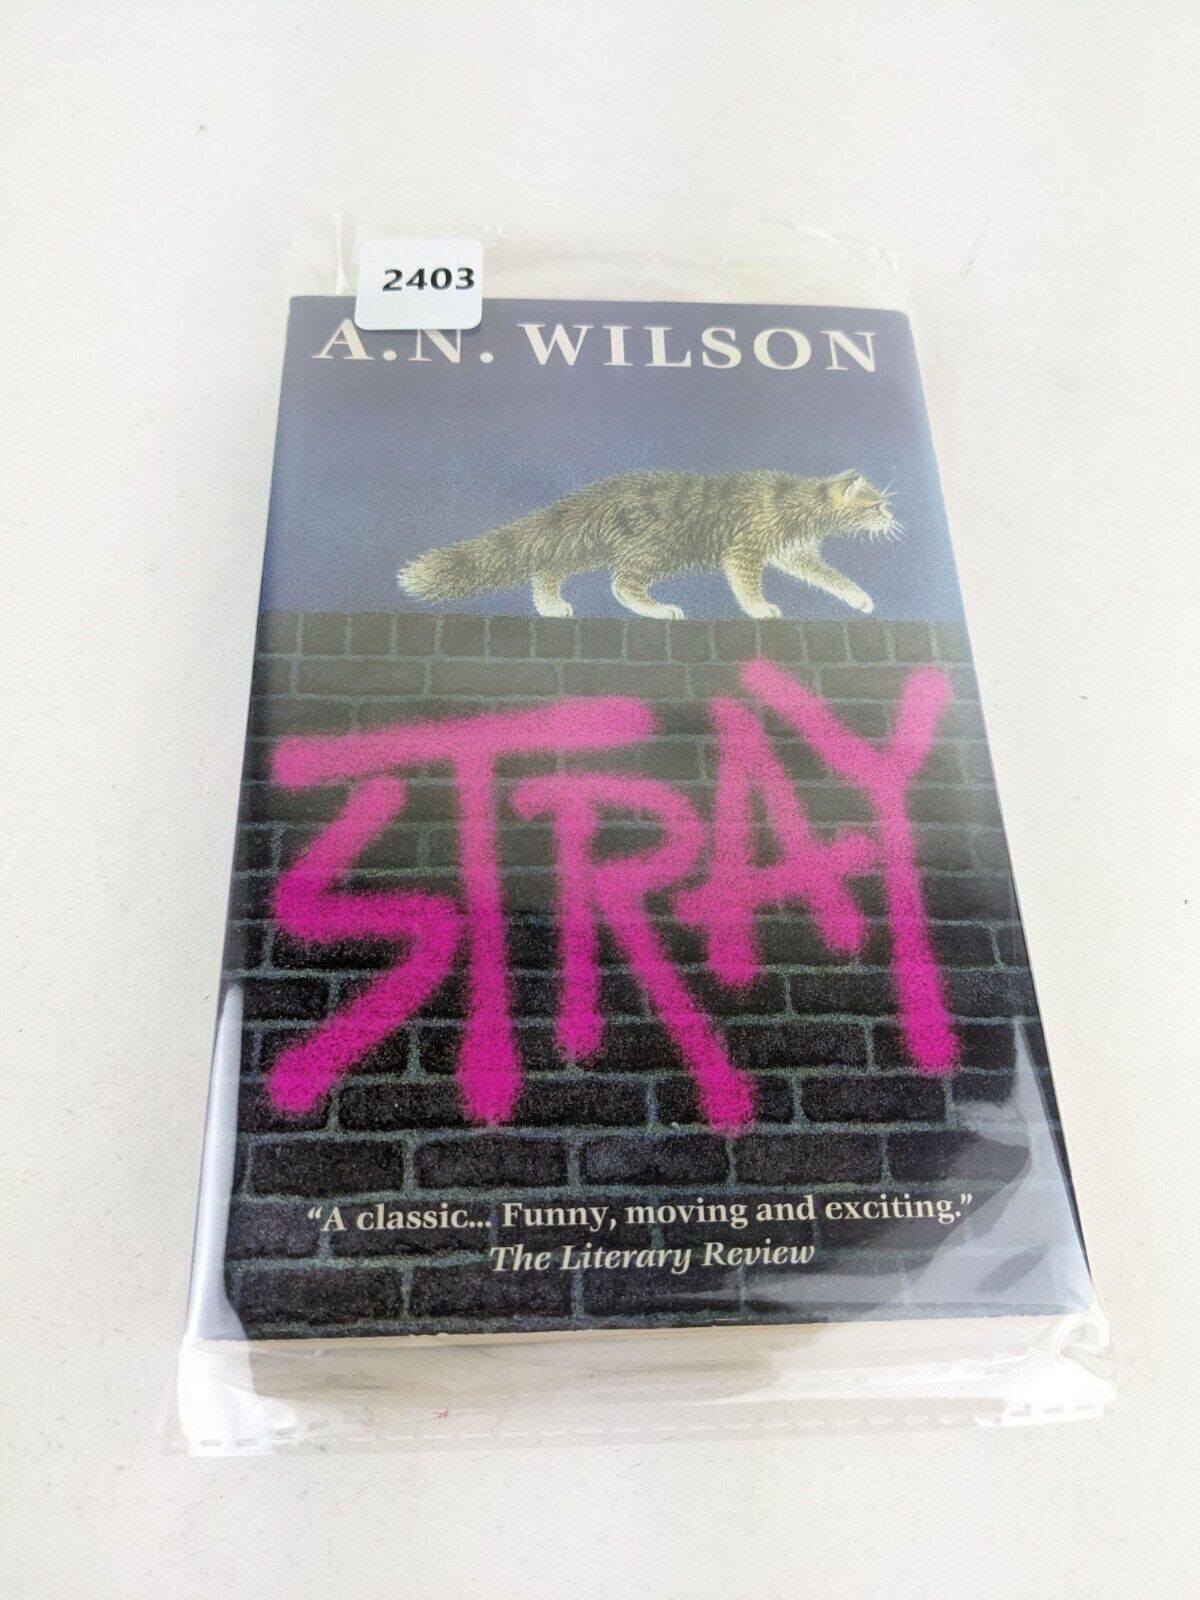 2403
A.N. WILSON
STRAY
“A classic... Funny, moving and exciting.”
The Literary Review